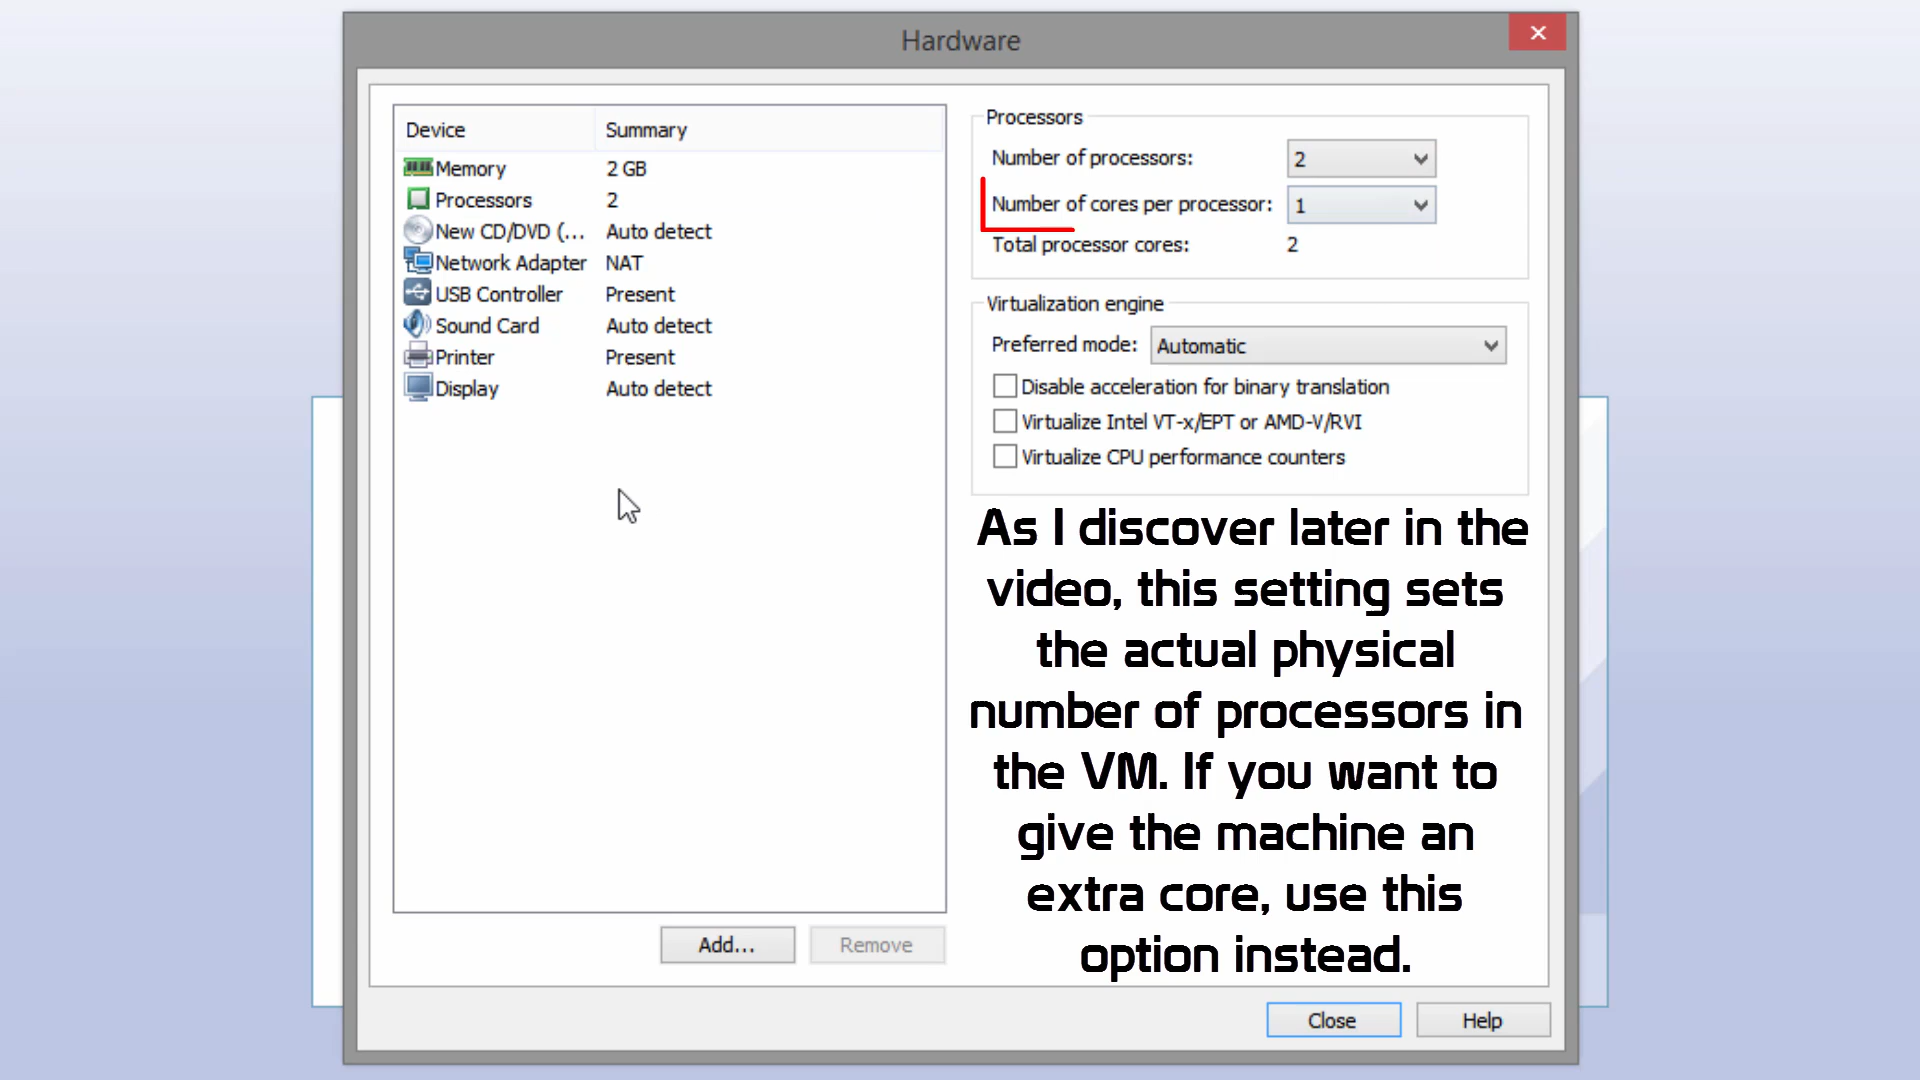 Hardware
Device Summary
Memory 2 GB
Processors 2
New CD/DVD (... Auto detect
Network Adapter NAT
USB Controller Present
Sound Card Auto detect
Printer Present
Display Auto detect
Add...
Remove
Processors
Number of processors: 2
Number of cores per processor: 1
Total processor cores: 2
Virtualization engine
Preferred mode: Automatic
Disable acceleration for binary translation
Virtualize Intel VT-x/EPT or AMD-V/RVI
Virtualize CPU performance counters
As I discover later in the
video, this setting sets
the actual physical
number of processors in
the VM. If you want to
give the machine an
extra core, use this
option instead.
Close
Help